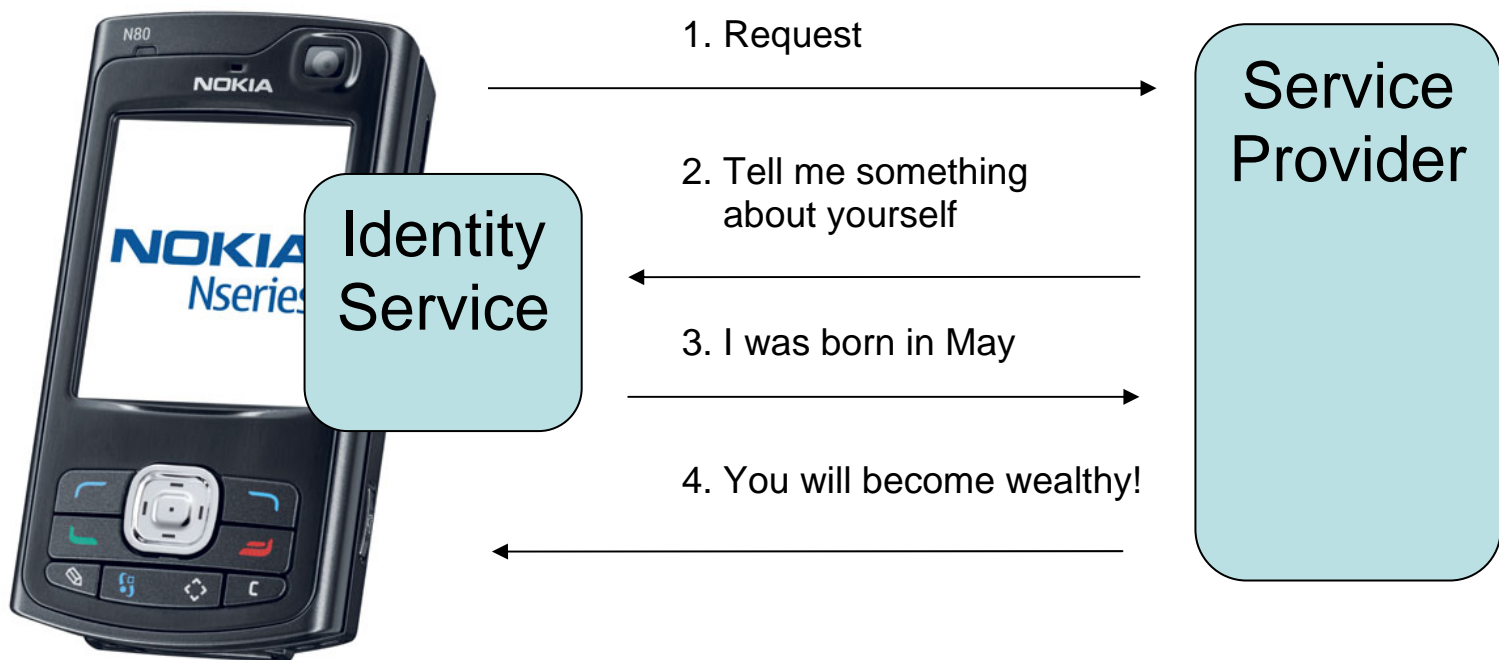 N80
NOKIA
NOKIA
Nseries
Identity
Service
1. Request
2. Tell me something
about yourself
3. I was born in May
4. You will become wealthy!
Service
Provider
C